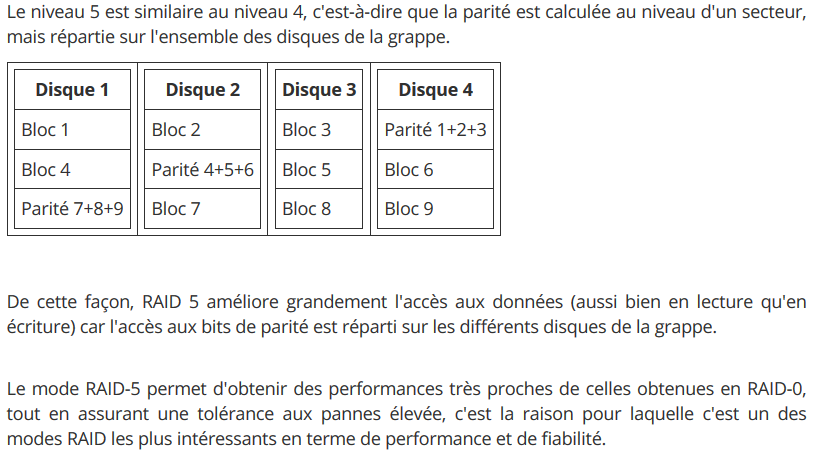 Le niveau 5 est similaire au niveau 4, c'est-à-dire que la parité est calculée au niveau d'un secteur,
mais répartie sur l'ensemble des disques de la grappe.
Disque 1 Disque 2 Disque 3 Disque 4
Bloc 1 Bloc 2 Bloc 3 Parité 1+2+3
Bloc 4 Parité 4+5+6 Bloc 5 Bloc 6
Parité 7+8+9 Bloc 7 Bloc 8 Bloc 9
De cette façon, RAID 5 améliore grandement l'accès aux données (aussi bien en lecture qu'en
écriture) car l'accès aux bits de parité est réparti sur les différents disques de la grappe.
Le mode RAID-5 permet d'obtenir des performances très proches de celles obtenues en RAID-0,
tout en assurant une tolérance aux pannes élevée, c'est la raison pour laquelle c'est un des
modes RAID les plus intéressants en terme de performance et de fiabilité.